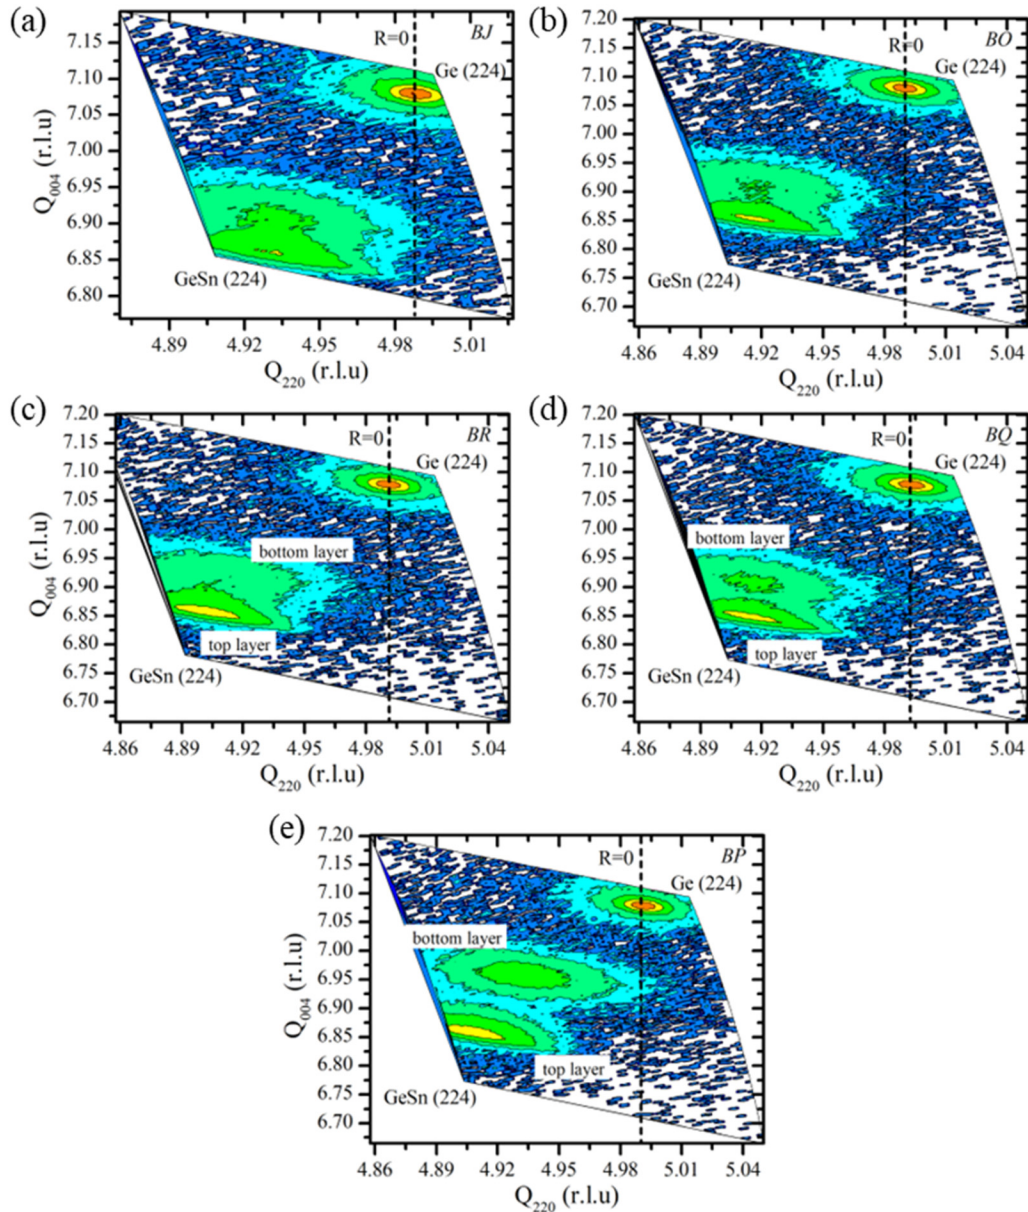 (a)
BJ
R=0
Ge (224)
7.15
7.10
7.05
7.00
6.95
6.90
6.85
6.80
Q004 (r.l.u)
GeSn (224)
4.89 4.92 4.95 4.98 5.01
Q220 (r.l.u)
(b)
BO
R=0
Ge (224)
7.20
7.15
7.10
7.05
7.00
6.95
6.90
6.85
6.80
6.75
6.70
Q004 (r.l.u)
GeSn (224)
4.86 4.89 4.92 4.95 4.98 5.01 5.04
Q220 (r.l.u)
(c)
BR
R=0
Ge (224)
7.20
7.15
7.10
7.05
7.00
6.95
6.90
6.85
6.80
6.75
6.70
Q004 (r.l.u)
bottom layer
top layer
GeSn (224)
4.86 4.89 4.92 4.95 4.98 5.01 5.04
Q220 (r.l.u)
(d)
BQ
R=0
Ge (224)
7.20
7.15
7.10
7.05
7.00
6.95
6.90
6.85
6.80
6.75
6.70
Q004 (r.l.u)
bottom layer
top layer
GeSn (224)
4.86 4.89 4.92 4.95 4.98 5.01 5.04
Q220 (r.l.u)
(e)
BP
R=0
Ge (224)
7.20
7.15
7.10
7.05
7.00
6.95
6.90
6.85
6.80
6.75
6.70
Q004 (r.l.u)
bottom layer
top layer
GeSn (224)
4.86 4.89 4.92 4.95 4.98 5.01 5.04
Q220 (r.l.u)